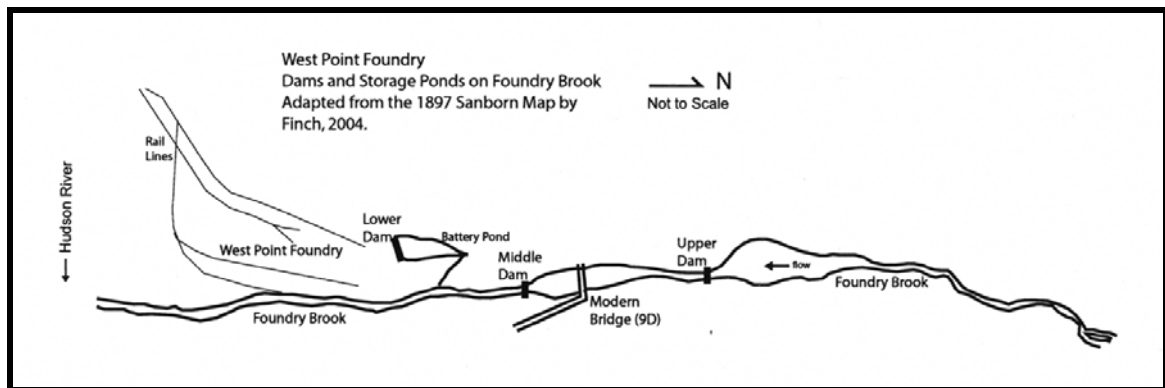 West Point Foundry
Dams and Storage Ponds on Foundry Brook
Adapted from the 1897 Sanborn Map by
Finch, 2004.
N
Not to Scale
Rail
Lines
Hudson River
Lower
Dam
Battery Pond
West Point Foundry
Middle
Dam
Upper
Dam
flow
Foundry Brook
Modern
Bridge (9D)
Foundry Brook